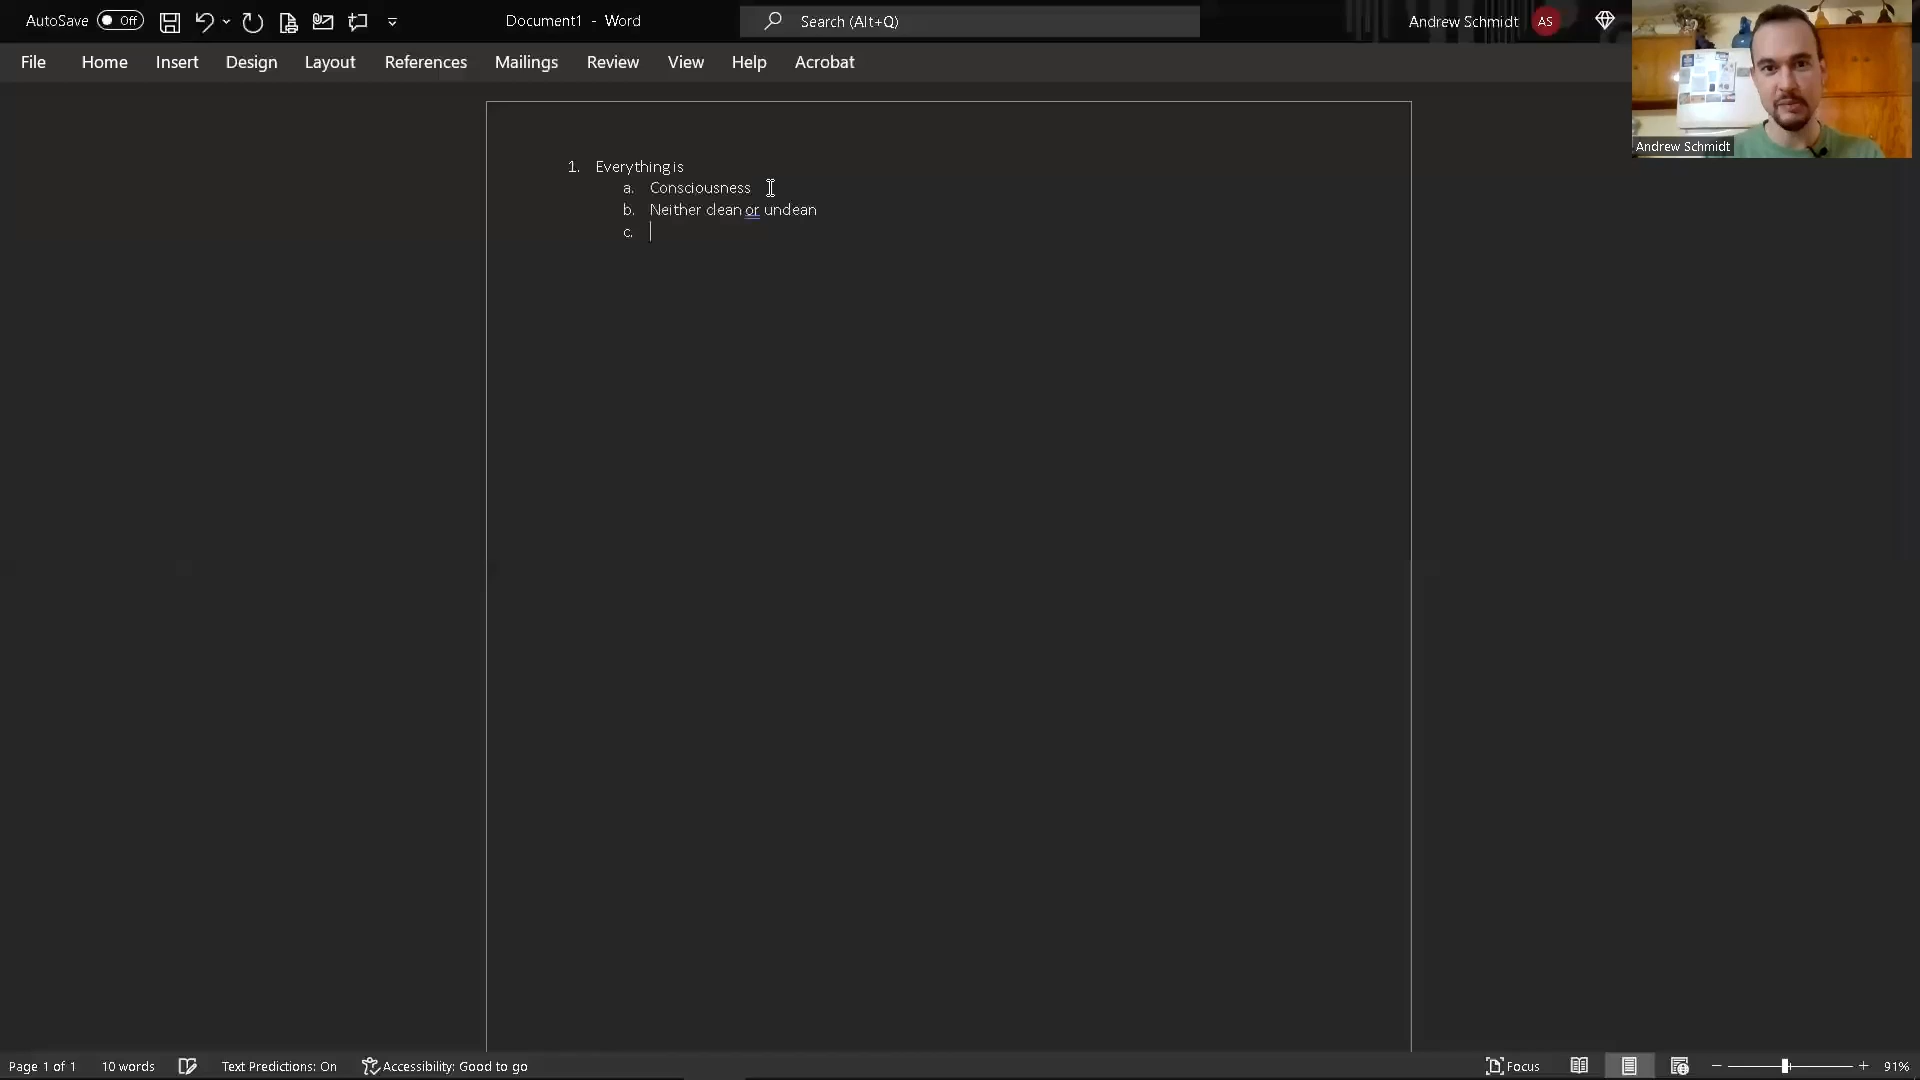 AutoSave Off Document1 - Word Search (Alt+Q) Andrew Schmidt AS
File Home Insert Design Layout References Mailings Review View Help Acrobat
Andrew Schmidt
1. Everything is
a. Consciousness
b. Neither clean or unclean
c.
Page 1 of 1 10 words Text Predictions: On Accessibility: Good to go Focus 91%